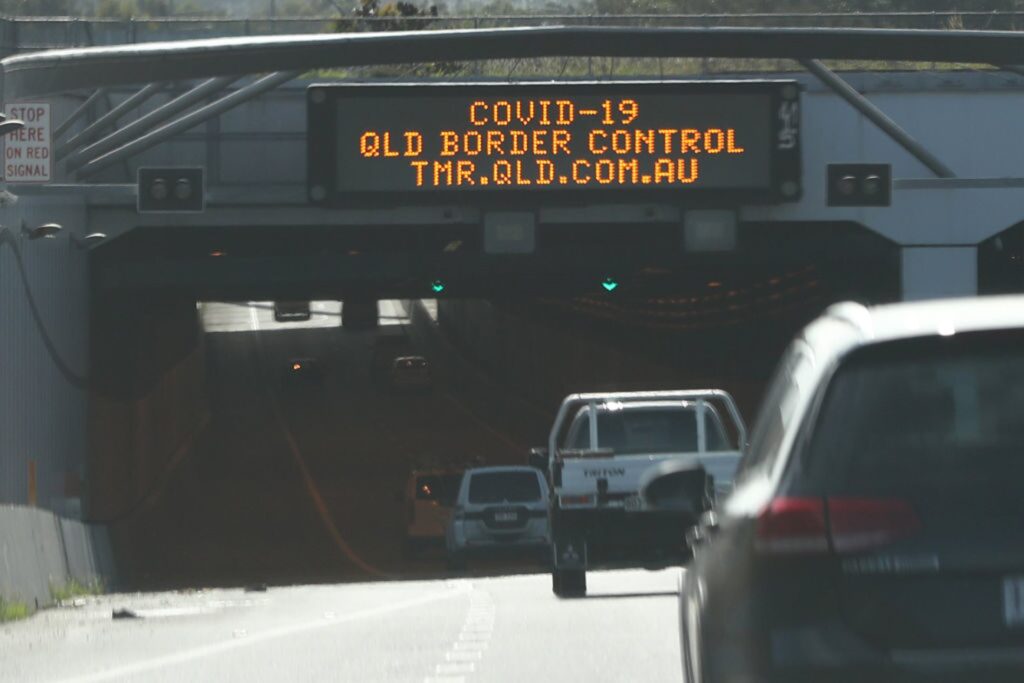 STOP
HERE
ON RED
SIGNAL
COVID-19
QLD BORDER CONTROL
TMR.QLD.COM.AU
TRITON